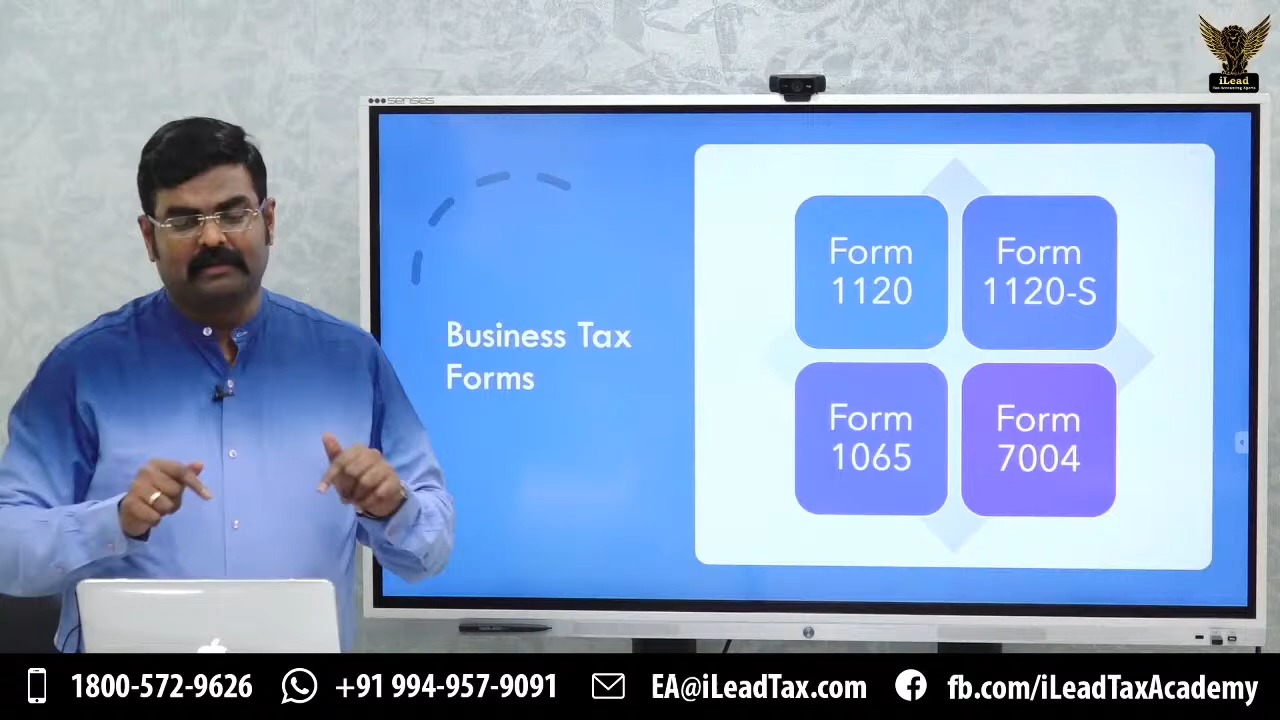 iLead
senses
Business Tax
Forms
Form
1120
Form
1120-S
Form
1065
Form
7004
1800-572-9626
+91 994-957-9091
EA@iLeadTax.com
fb.com/iLeadTaxAcademy